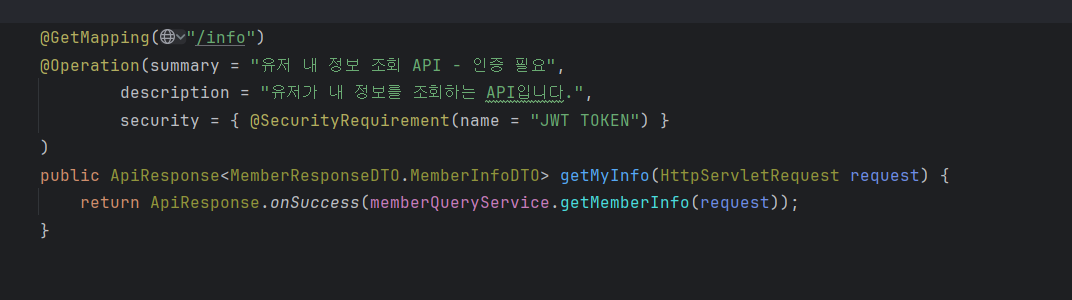 @GetMapping("/info")
@Operation(summary = "유저 내 정보 조회 API - 인증 필요",
description = "유저가 내 정보를 조회하는 API입니다.",
security = { @SecurityRequirement(name = "JWT TOKEN") }
)
public ApiResponse<MemberResponseDTO.MemberInfoDTO> getMyInfo(HttpServletRequest request) {
return ApiResponse.onSuccess(memberQueryService.getMemberInfo(request));
}